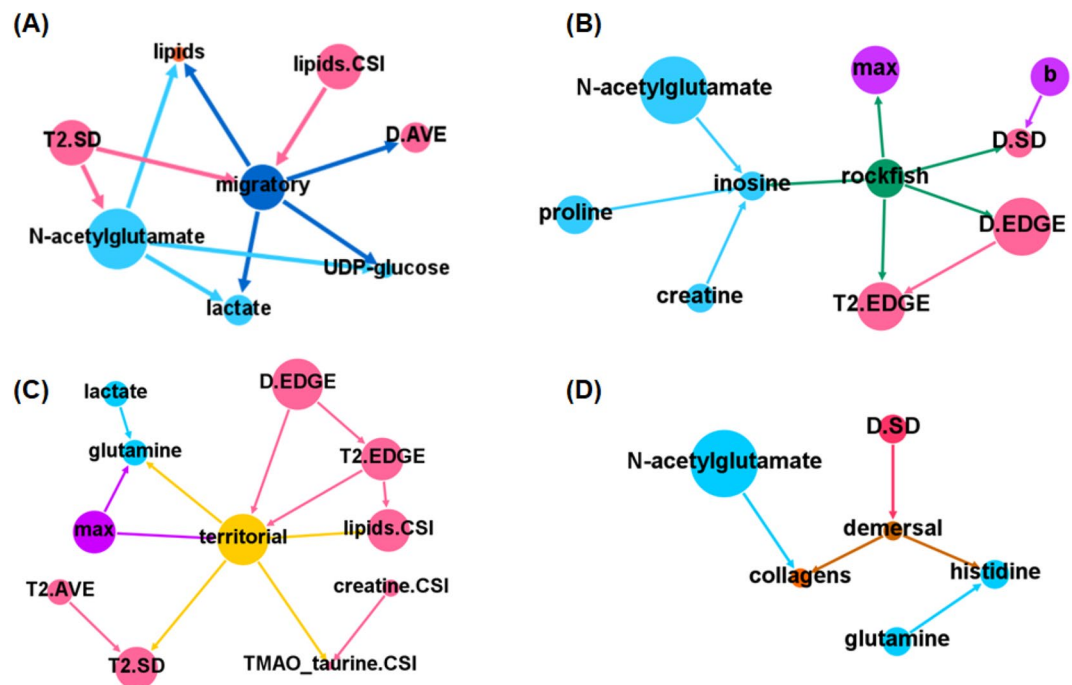 (A)
lipids
lipids.CSI
T2.SD
D.AVE
migratory
N-acetylglutamate
UDP-glucose
lactate
(B)
N-acetylglutamate
max
b
D.SD
inosine
rockfish
proline
D.EDGE
creatine
T2.EDGE
(C)
lactate
D.EDGE
glutamine
T2.EDGE
max
territorial
lipids.CSI
T2.AVE
creatine.CSI
T2.SD
TMAO_taurine.CSI
(D)
D.SD
N-acetylglutamate
demersal
collagens
histidine
glutamine